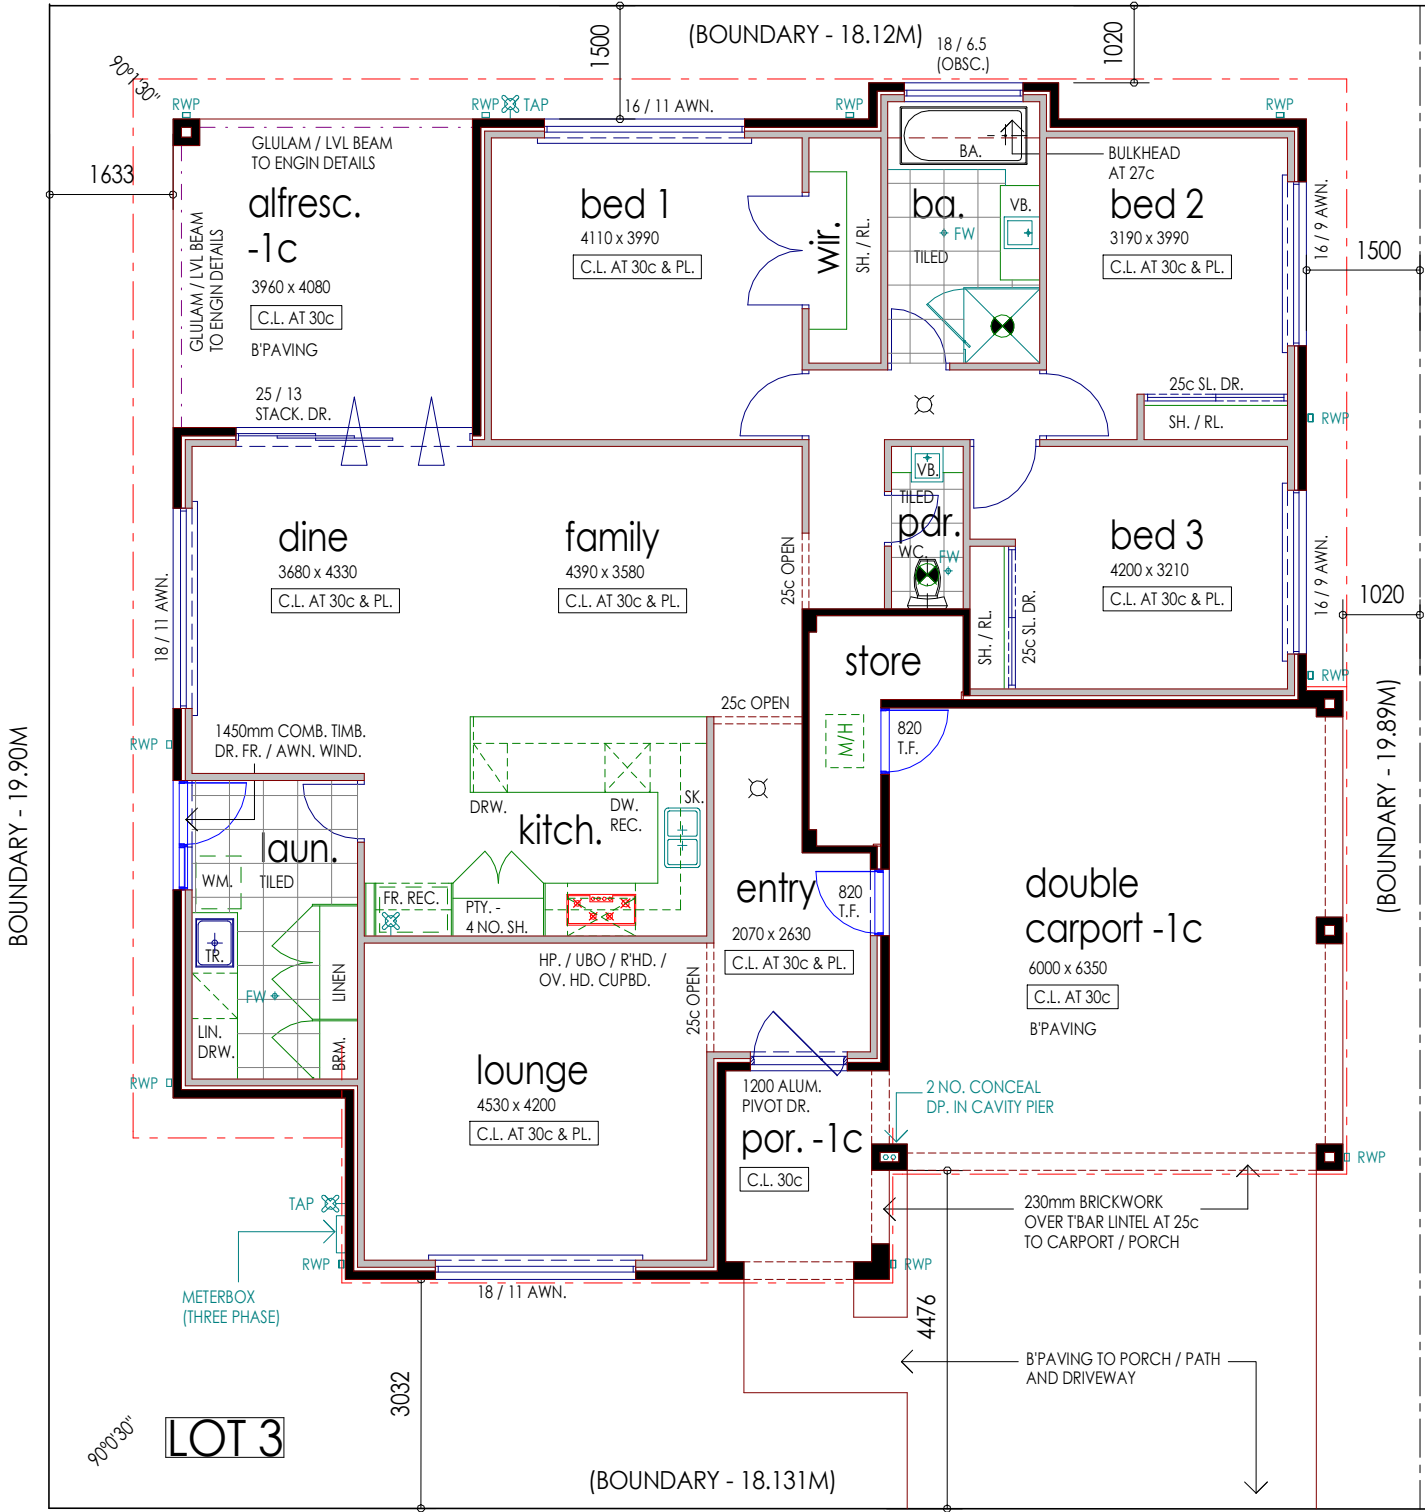 (BOUNDARY - 18.12M)
1500
1020
18 / 6.5
(OBSC.)
90°1'30"
RWP
RWP
TAP
16 / 11 AWN.
RWP
RWP
GLULAM / LVL BEAM
TO ENGIN DETAILS
1633
alfresc.
-1c
3960 x 4080
C.L. AT 30c
B'PAVING
GLULAM / LVL BEAM
TO ENGIN DETAILS
25 / 13
STACK. DR.
bed 1
4110 x 3990
C.L. AT 30c & PL.
wir.
SH. / RL.
BA.
ba.
FW
TILED
VB.
BULKHEAD
AT 27c
bed 2
3190 x 3990
C.L. AT 30c & PL.
16 / 9 AWN.
1500
25c SL. DR.
SH. / RL.
RWP
dine
3680 x 4330
C.L. AT 30c & PL.
18 / 11 AWN.
family
4390 x 3580
C.L. AT 30c & PL.
25c OPEN
VB.
TILED
pdr.
WC.
FW
bed 3
4200 x 3210
C.L. AT 30c & PL.
16 / 9 AWN.
1020
SH. / RL.
25c SL. DR.
RWP
store
M/H
25c OPEN
820
T.F.
BOUNDARY - 19.90M
(BOUNDARY - 19.89M)
RWP
1450mm COMB. TIMB.
DR. FR. / AWN. WIND.
laun.
TILED
WM.
TR.
FW
LIN.
DRW.
LINEN
BRM.
DRW.
DW.
REC.
SK.
kitch.
FR. REC.
PTY. -
4 NO. SH.
HP. / UBO / R'HD. /
OV. HD. CUPBD.
entry
2070 x 2630
C.L. AT 30c & PL.
820
T.F.
25c OPEN
double
carport -1c
6000 x 6350
C.L. AT 30c
B'PAVING
RWP
lounge
4530 x 4200
C.L. AT 30c & PL.
1200 ALUM.
PIVOT DR.
por. -1c
C.L. 30c
2 NO. CONCEAL
DP. IN CAVITY PIER
RWP
TAP
230mm BRICKWORK
OVER T'BAR LINTEL AT 25c
TO CARPORT / PORCH
RWP
RWP
METERBOX
(THREE PHASE)
18 / 11 AWN.
4476
3032
B'PAVING TO PORCH / PATH
AND DRIVEWAY
90°0'30"
LOT 3
(BOUNDARY - 18.131M)